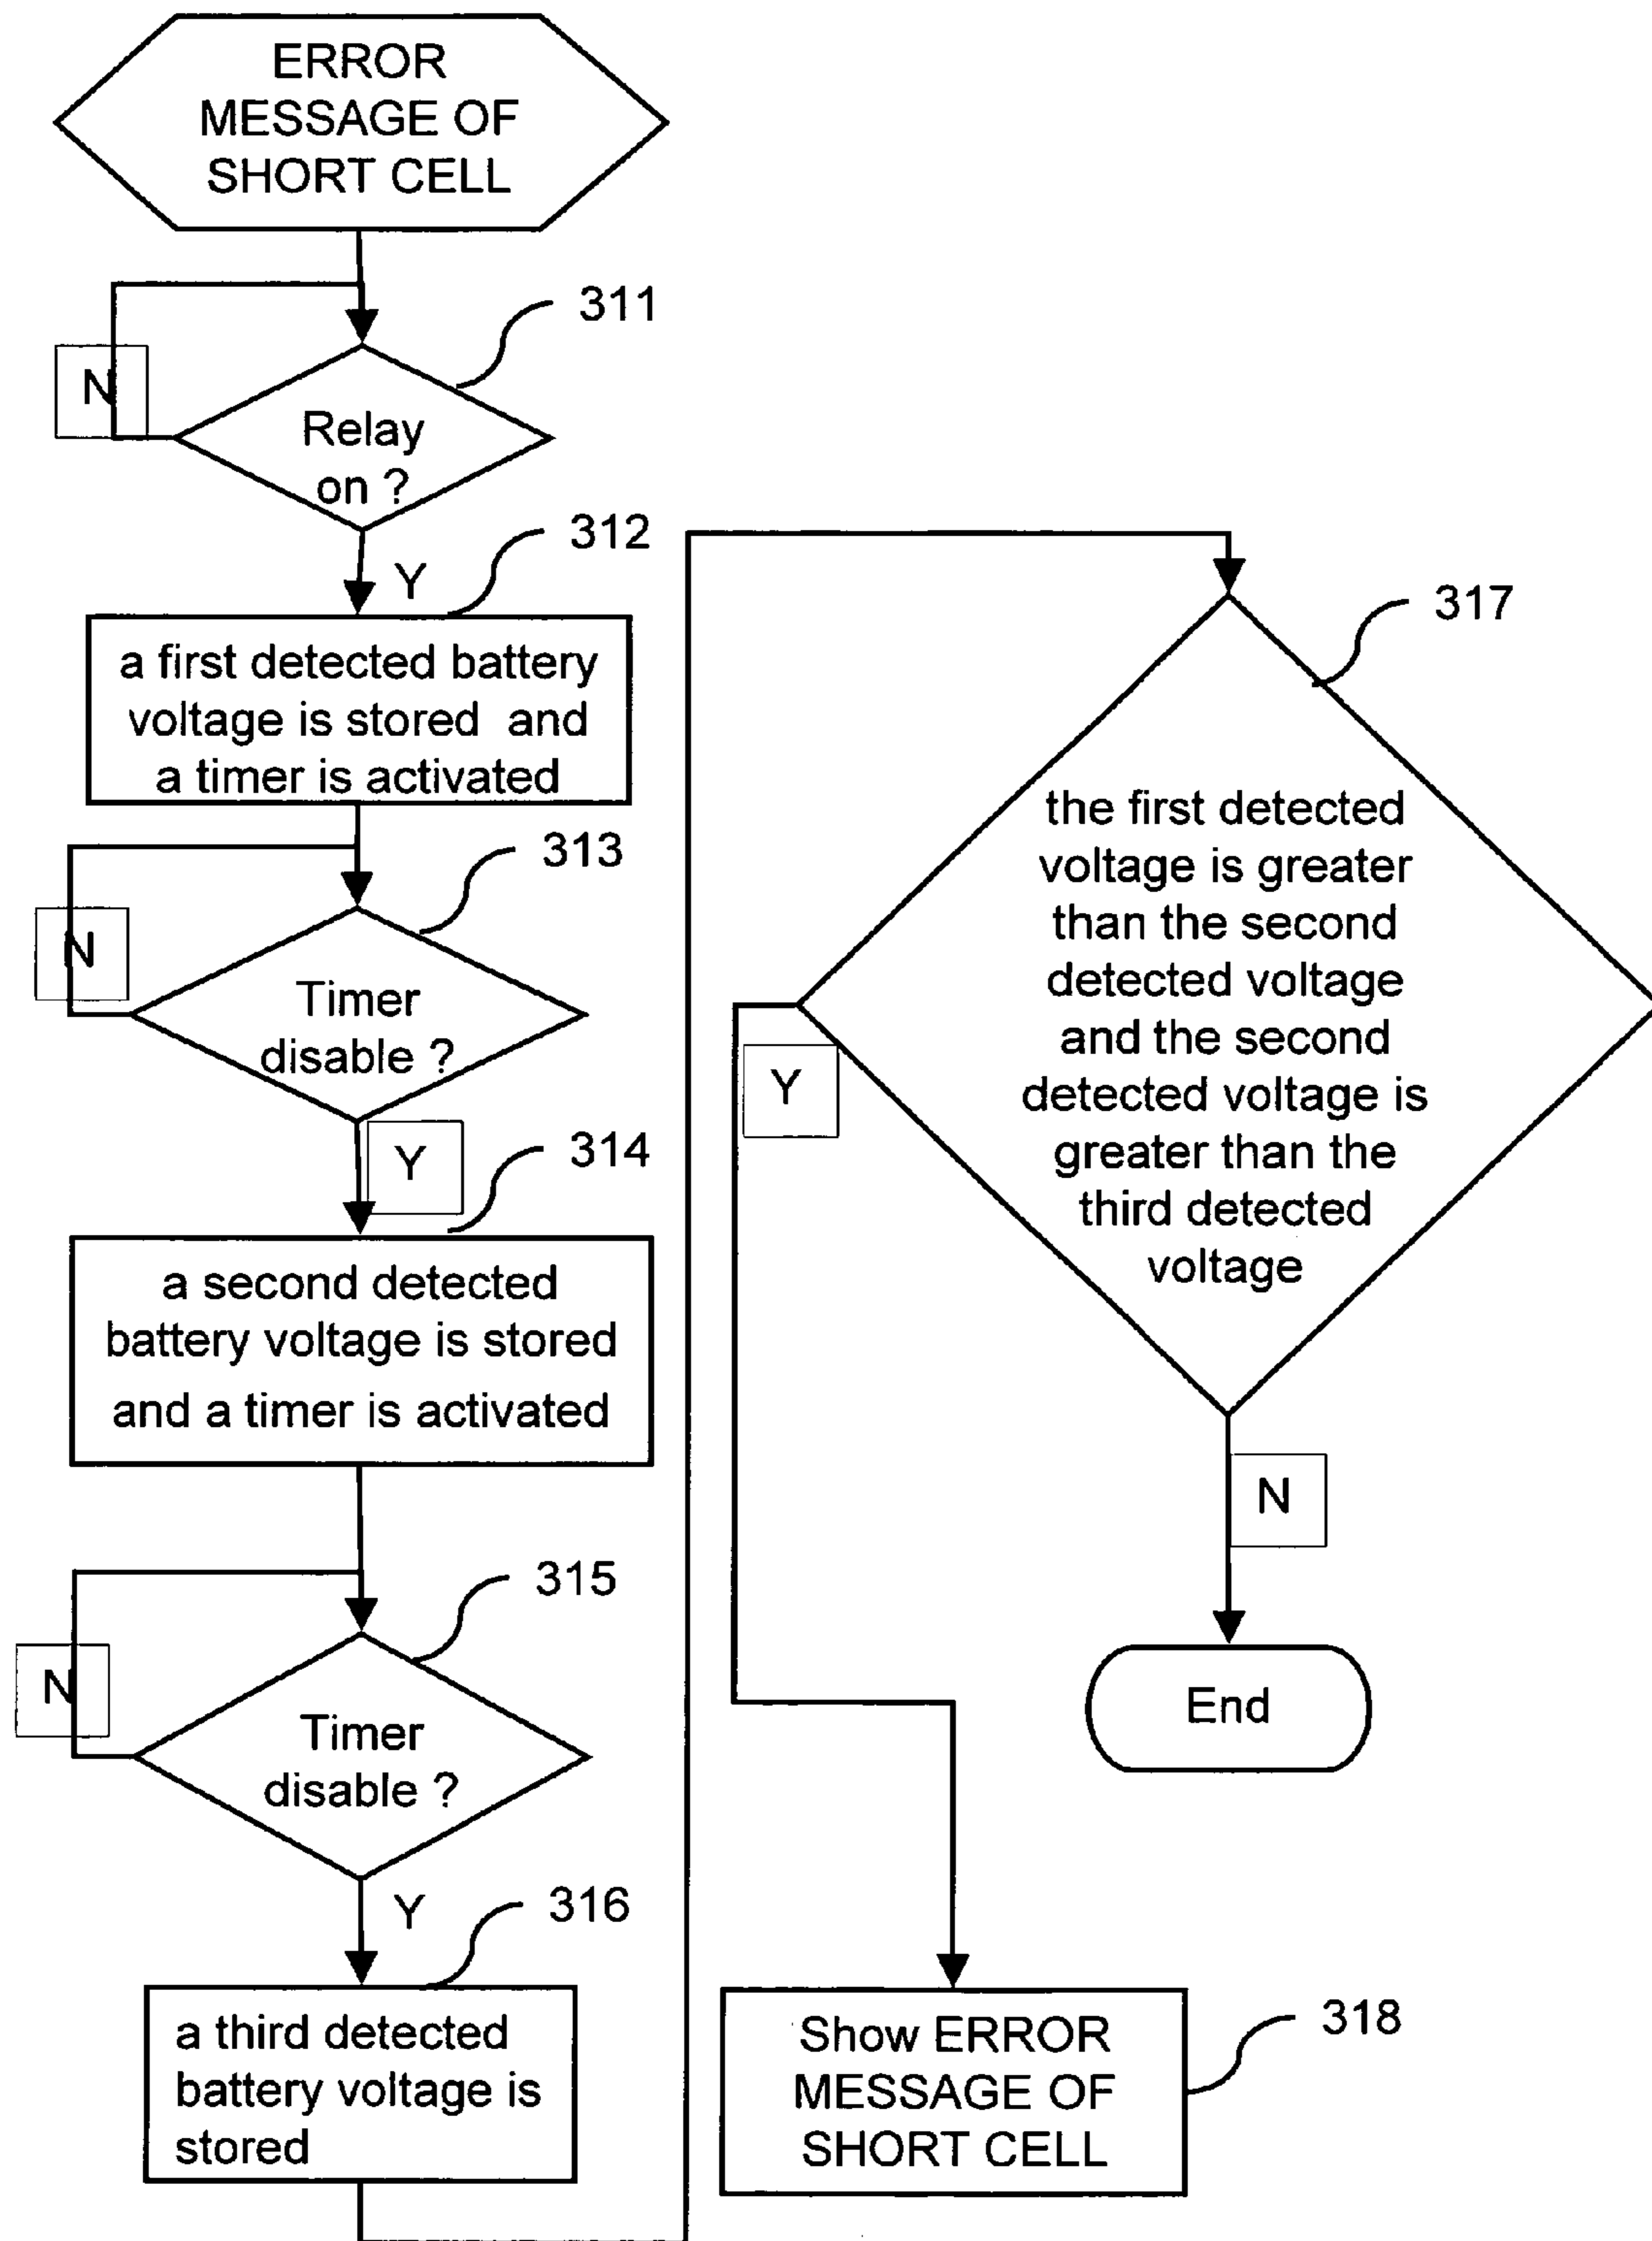 ERROR
MESSAGE OF
SHORT CELL
311
N
Relay
on ?
312
Y
a first detected battery
voltage is stored and
a timer is activated
313
N
Timer
disable ?
Y
314
a second detected
battery voltage is stored
and a timer is activated
315
N
Timer
disable ?
Y
316
a third detected
battery voltage is
stored
317
the first detected
voltage is greater
than the second
detected voltage
and the second
detected voltage is
greater than the
third detected
voltage
Y
N
End
318
Show ERROR
MESSAGE OF
SHORT CELL